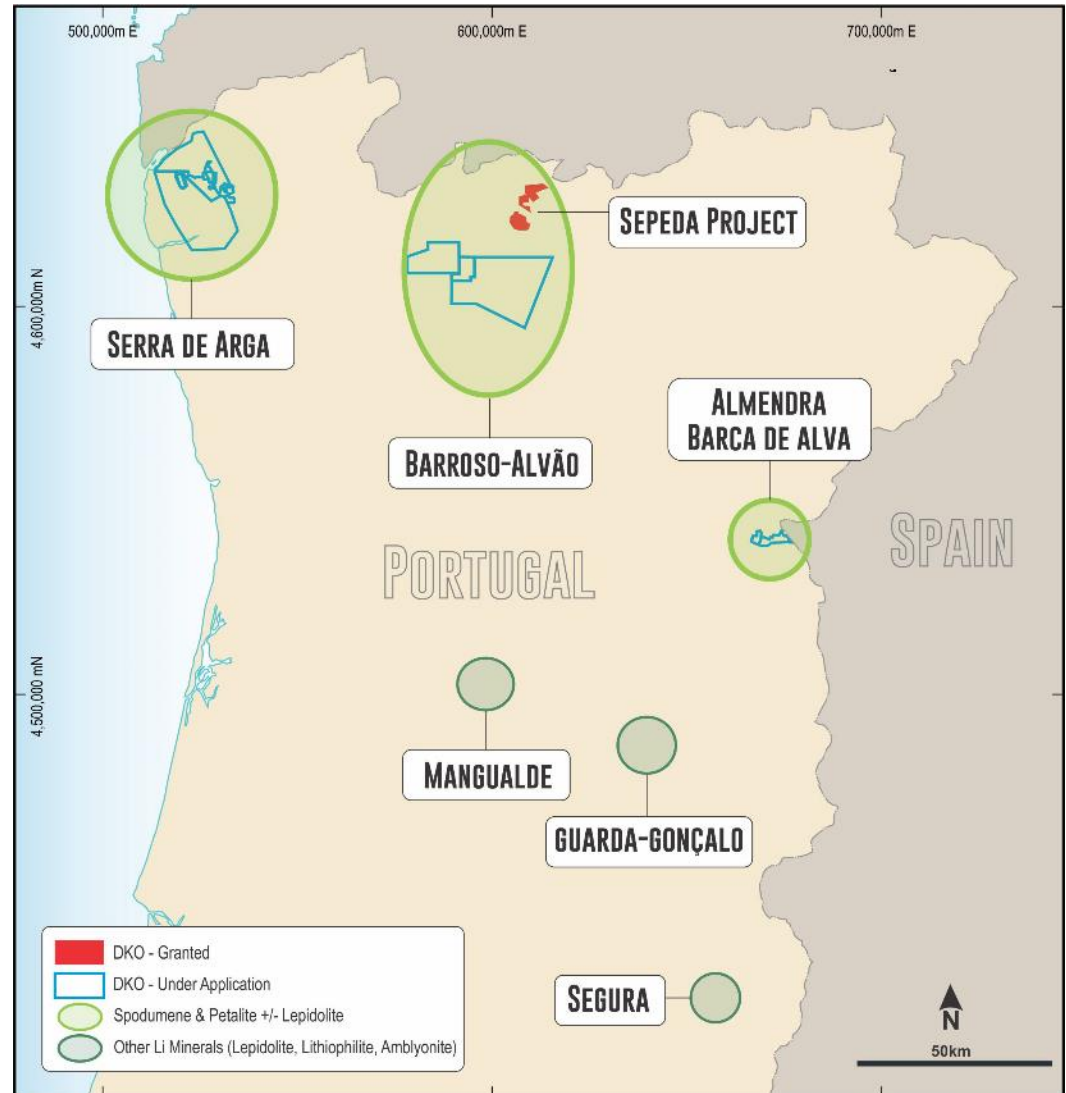 500,000m E
600,000m E
700,000m E
SEPEDA PROJECT
4,600,000m N
SERRA DE ARGA
BARROSO-ALVÃO
ALMENDRA
BARCA DE ALVA
PORTUGAL
SPAIN
4,500,000 mN
MANGUALDE
GUARDA-GONÇALO
SEGURA
DKO - Granted
DKO - Under Application
Spodumene & Petalite +/- Lepidolite
Other Li Minerals (Lepidolite, Lithiophilite, Amblyonite)
N
50km